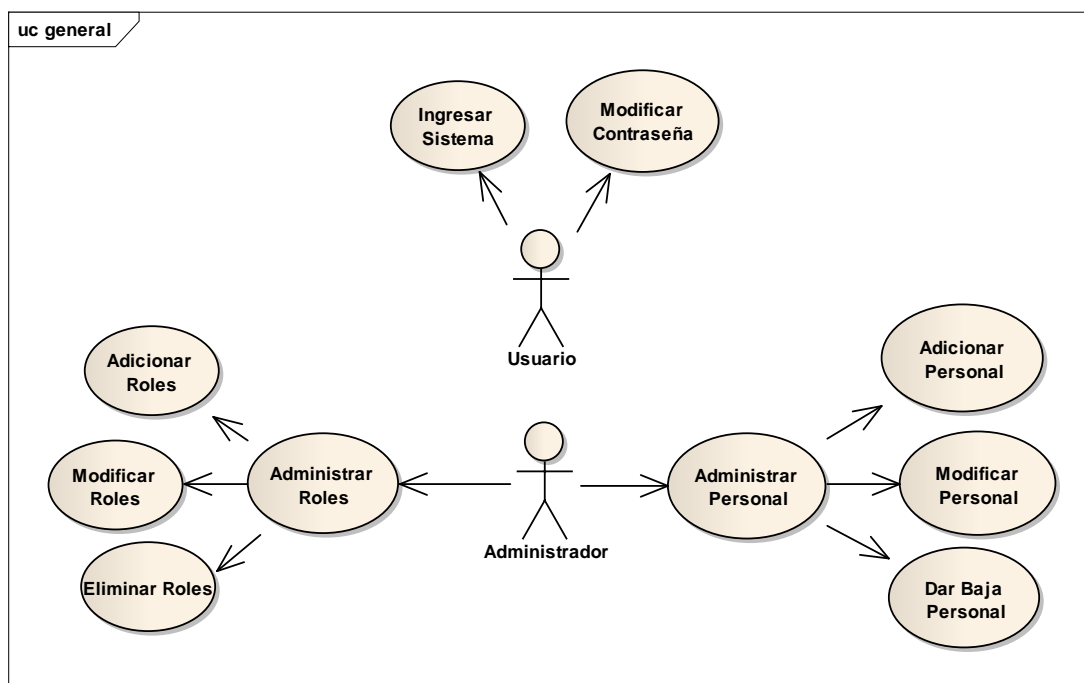 uc general
Ingresar
Sistema
Modificar
Contraseña
Usuario
Adicionar
Roles
Modificar
Roles
Eliminar Roles
Administrar
Roles
Administrador
Administrar
Personal
Adicionar
Personal
Modificar
Personal
Dar Baja
Personal